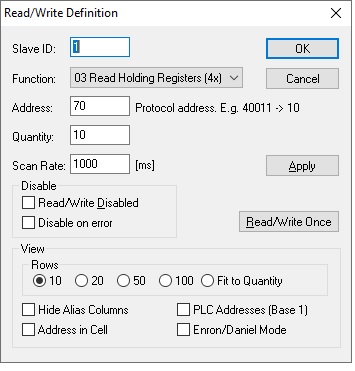 Read/Write Definition
Slave ID: 1
OK
Function: 03 Read Holding Registers (4x)
Cancel
Address: 70 Protocol address. E.g. 40011 -> 10
Quantity: 10
Scan Rate: 1000 [ms]
Apply
Disable
Read/Write Disabled
Disable on error
Read/Write Once
View
Rows
10 20 50 100 Fit to Quantity
Hide Alias Columns PLC Addresses (Base 1)
Address in Cell Enron/Daniel Mode